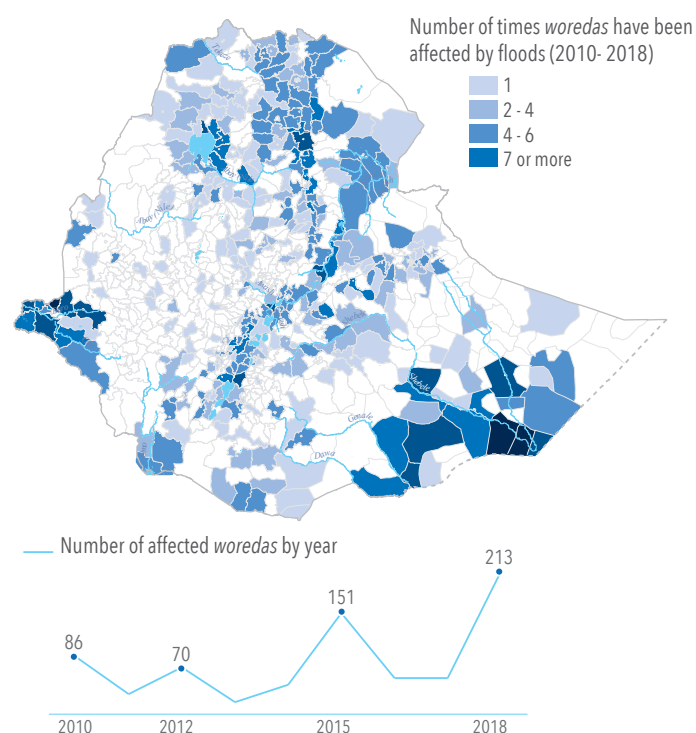 Number of times woredas have been
affected by floods (2010- 2018)
1
2 - 4
4 - 6
7 or more
Shebele
Shebele
Genale
Dawa
Number of affected woredas by year
213
151
86
70
2010
2012
2015
2018